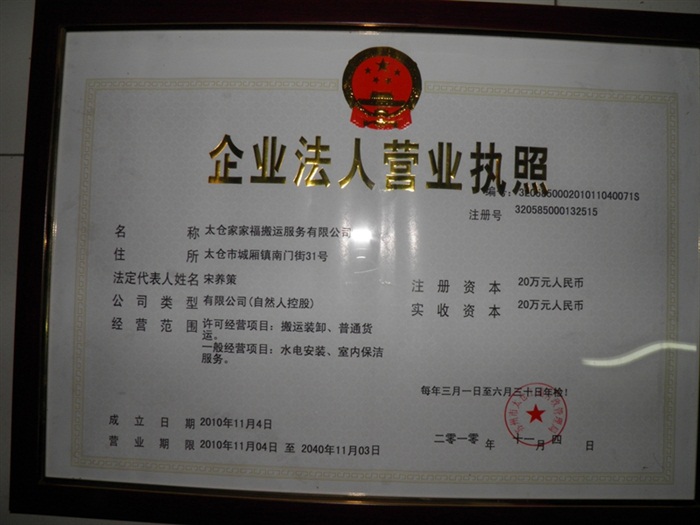 企业法人营业执照
编号：320585000201011040071S
注册号 320585000132515
名称 太仓家家福搬运服务有限公司
住所 太仓市城厢镇南门街31号
法定代表人姓名 宋养策
注册资本 20万元人民币
公司类型 有限公司(自然人控股)
实收资本 20万元人民币
经营范围 许可经营项目：搬运装卸、普通货
运。
一般经营项目：水电安装、室内保洁
服务。
每年三月一日至六月三十日年检!
成立日期 2010年11月4日
营业期限 2010年11月04日 至 2040年11月03日
二零一零 年 十一 月 四 日